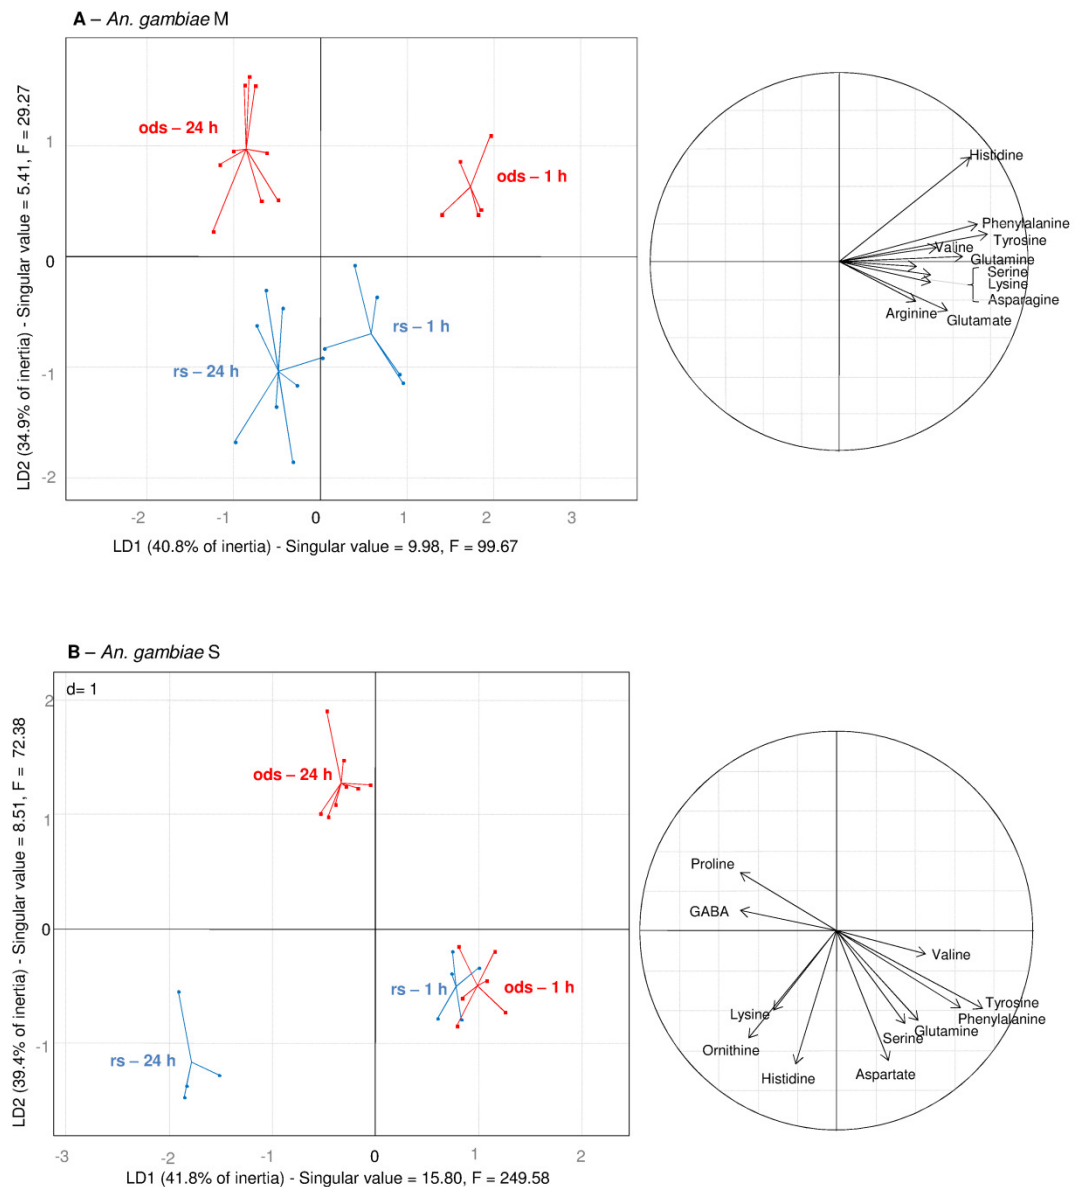 A – An. gambiae M
LD2 (34.9% of inertia) - Singular value = 5.41, F = 29.27
1
0
-1
-2
ods – 24 h
ods – 1 h
rs – 1 h
rs – 24 h
-2
-1
0
1
2
3
LD1 (40.8% of inertia) - Singular value = 9.98, F = 99.67
Histidine
Phenylalanine
Tyrosine
Valine
Glutamine
Serine
Lysine
Asparagine
Arginine
Glutamate
B – An. gambiae S
d= 1
LD2 (39.4% of inertia) - Singular value = 8.51, F = 72.38
2
1
0
-1
ods – 24 h
rs – 1 h
ods – 1 h
rs – 24 h
-3
-2
-1
0
1
2
LD1 (41.8% of inertia) - Singular value = 15.80, F = 249.58
Proline
GABA
Valine
Tyrosine
Phenylalanine
Lysine
Glutamine
Serine
Ornithine
Histidine
Aspartate